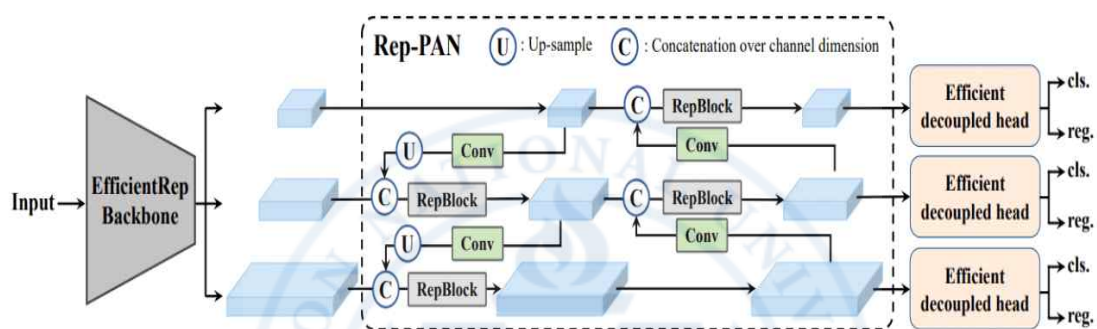 Rep-PAN
U : Up-sample
C : Concatenation over channel dimension
Input
EfficientRep
Backbone
C
RepBlock
Efficient
decoupled head
cls.
reg.
U
Conv
Conv
C
RepBlock
C
RepBlock
Efficient
decoupled head
cls.
reg.
U
Conv
Conv
C
RepBlock
Efficient
decoupled head
cls.
reg.